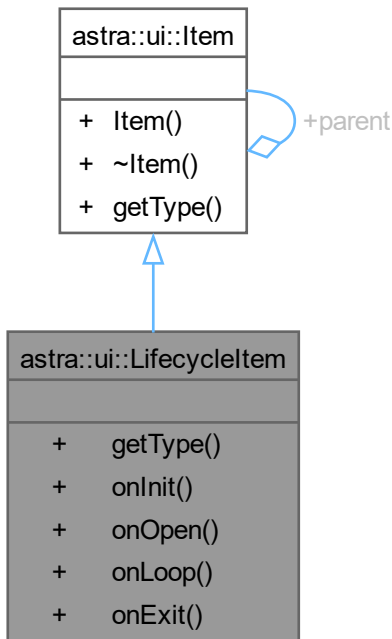 astra::ui::Item
+ Item()
+ ~Item()
+ getType()
+parent
astra::ui::LifecycleItem
+ getType()
+ onInit()
+ onOpen()
+ onLoop()
+ onExit()